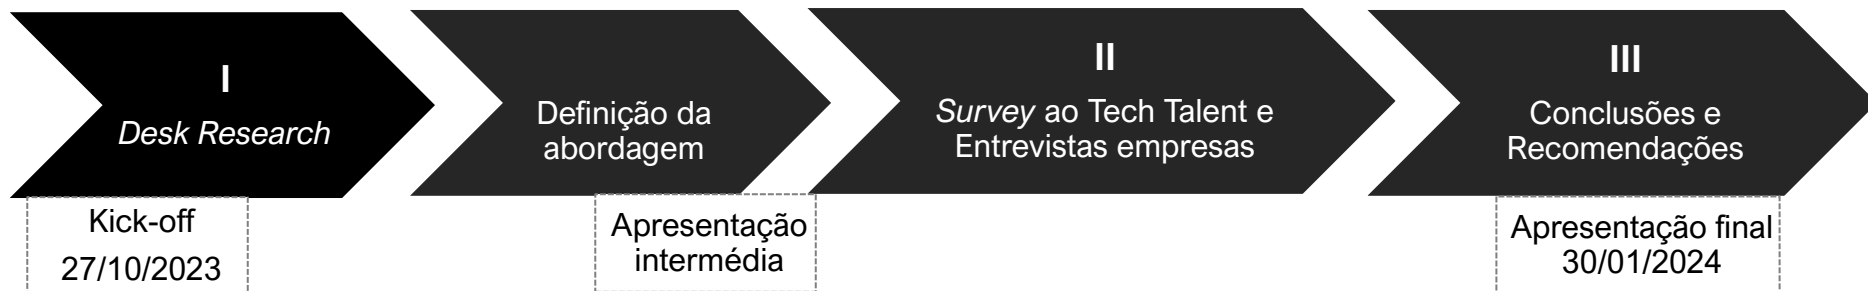 I
Desk Research
Kick-off
27/10/2023
Definição da
abordagem
Apresentação
intermédia
II
Survey ao Tech Talent e
Entrevistas empresas
III
Conclusões e
Recomendações
Apresentação final
30/01/2024